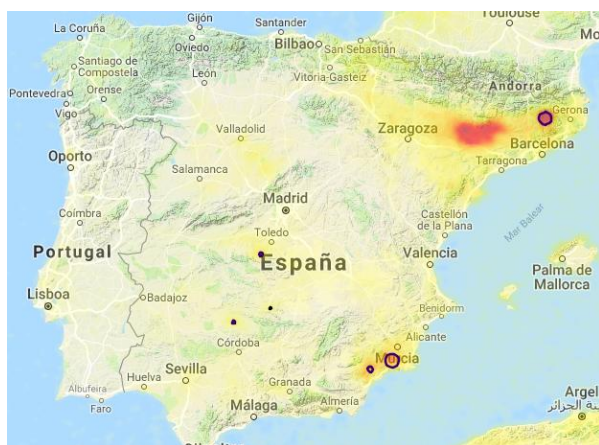 Toulouse
Gijón
Santander
La Coruña
Oviedo
Bilbao
San Sebastián
Santiago de
Compostela
Vitoria-Gasteiz
León
Andorra
Pontevedra
Orense
Vigo
Gerona
Valladolid
Zaragoza
Barcelona
Oporto
Tarragona
Salamanca
Madrid
Coímbra
Castellón
de la Plana
Mar Balear
Toledo
Portugal
España
Valencia
Palma de
Mallorca
Lisboa
Badajoz
Benidorm
Alicante
Córdoba
Murcia
Sevilla
Albufeira
Huelva
Granada
Argel
Faro
Almería
مدينة الجزائر
Málaga